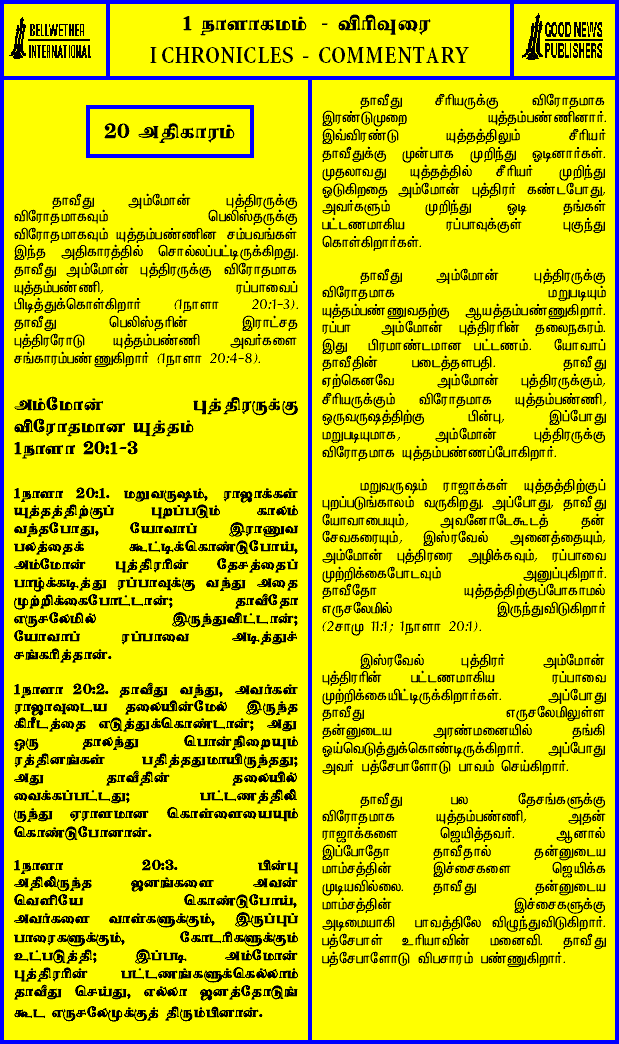 BELLWETHER
INTERNATIONAL
1 நாளாகமம் - விரிவுரை
I CHRONICLES - COMMENTARY
GOOD NEWS
PUBLISHERS
20 அதிகாரம்
தாவீது அம்மோன் புத்திரருக்கு
விரோதமாகவும் பெலிஸ்தருக்கு
விரோதமாகவும் யுத்தம்பண்ணின சம்பவங்கள்
இந்த அதிகாரத்தில் சொல்லப்பட்டிருக்கிறது.
தாவீது அம்மோன் புத்திரருக்கு விரோதமாக
யுத்தம்பண்ணி, ரப்பாவைப்
பிடித்துக்கொள்கிறார் (1நாளா 20:1-3).
தாவீது பெலிஸ்தரின் இராட்சத
புத்திரரோடு யுத்தம்பண்ணி அவர்களை
சங்காரம்பண்ணுகிறார் (1நாளா 20:4-8).
அம்மோன் புத்திரருக்கு
விரோதமான யுத்தம்
1நாளா 20:1-3
1நாளா 20:1. மறுவருஷம், ராஜாக்கள்
யுத்தத்திற்குப் புறப்படும் காலம்
வந்தபோது, யோவாப் இராணுவ
பலத்தைக் கூட்டிக்கொண்டுபோய்,
அம்மோன் புத்திரரின் தேசத்தைப்
பாழ்க்கடித்து ரப்பாவுக்கு வந்து அதை
முற்றிக்கைபோட்டான்; தாவீதோ
எருசலேமில் இருந்துவிட்டான்;
யோவாப் ரப்பாவை அடித்துச்
சங்கரித்தான்.
1நாளா 20:2. தாவீது வந்து, அவர்கள்
ராஜாவுடைய தலையின்மேல் இருந்த
கிரீடத்தை எடுத்துக்கொண்டான்; அது
ஒரு தாலந்து பொன்நிறையும்
ரத்தினங்கள் பதித்ததுமாயிருந்தது;
அது தாவீதின் தலையில்
வைக்கப்பட்டது; பட்டணத்திலி
ருந்து ஏராளமான கொள்ளையையும்
கொண்டுபோனான்.
1நாளா 20:3. பின்பு
அதிலிருந்த ஜனங்களை அவன்
வெளியே கொண்டுபோய்,
அவர்களை வாள்களுக்கும், இருப்புப்
பாரைகளுக்கும், கோடரிகளுக்கும்
உட்படுத்தி; இப்படி அம்மோன்
புத்திரரின் பட்டணங்களுக்கெல்லாம்
தாவீது செய்து, எல்லா ஜனத்தோடுங்
கூட எருசலேமுக்குத் திரும்பினான்.
தாவீது சீரியருக்கு விரோதமாக
இரண்டுமுறை யுத்தம்பண்ணினார்.
இவ்விரண்டு யுத்தத்திலும் சீரியர்
தாவீதுக்கு முன்பாக முறிந்து ஓடினார்கள்.
முதலாவது யுத்தத்தில் சீரியர் முறிந்து
ஓடுகிறதை அம்மோன் புத்திரர் கண்டபோது,
அவர்களும் முறிந்து ஓடி தங்கள்
பட்டணமாகிய ரப்பாவுக்குள் புகுந்து
கொள்கிறார்கள்.
தாவீது அம்மோன் புத்திரருக்கு
விரோதமாக மறுபடியும்
யுத்தம்பண்ணுவதற்கு ஆயத்தம்பண்ணுகிறார்.
ரப்பா அம்மோன் புத்திரரின் தலைநகரம்.
இது பிரமாண்டமான பட்டணம். யோவாப்
தாவீதின் படைத்தளபதி. தாவீது
ஏற்கெனவே அம்மோன் புத்திரருக்கும்,
சீரியருக்கும் விரோதமாக யுத்தம்பண்ணி,
ஒருவருஷத்திற்கு பின்பு, இப்போது
மறுபடியுமாக, அம்மோன் புத்திரருக்கு
விரோதமாக யுத்தம்பண்ணப்போகிறார்.
மறுவருஷம் ராஜாக்கள் யுத்தத்திற்குப்
புறப்படுங்காலம் வருகிறது. அப்போது, தாவீது
யோவாபையும், அவனோடேகூடத் தன்
சேவகரையும், இஸ்ரவேல் அனைத்தையும்,
அம்மோன் புத்திரரை அழிக்கவும், ரப்பாவை
முற்றிக்கைபோடவும் அனுப்புகிறார்.
தாவீதோ யுத்தத்திற்குப்போகாமல்
எருசலேமில் இருந்துவிடுகிறார்
(2சாமு 11:1; 1நாளா 20:1).
இஸ்ரவேல் புத்திரர் அம்மோன்
புத்திரரின் பட்டணமாகிய ரப்பாவை
முற்றிக்கையிட்டிருக்கிறார்கள். அப்போது
தாவீது எருசலேமிலுள்ள
தன்னுடைய அரண்மனையில் தங்கி
ஓய்வெடுத்துக்கொண்டிருக்கிறார். அப்போது
அவர் பத்சேபாளோடு பாவம் செய்கிறார்.
தாவீது பல தேசங்களுக்கு
விரோதமாக யுத்தம்பண்ணி, அதன்
ராஜாக்களை ஜெயித்தவர். ஆனால்
இப்போதோ தாவீதால் தன்னுடைய
மாம்சத்தின் இச்சைகளை ஜெயிக்க
முடியவில்லை. தாவீது தன்னுடைய
மாம்சத்தின் இச்சைகளுக்கு
அடிமையாகி பாவத்திலே விழுந்துவிடுகிறார்.
பத்சேபாள் உரியாவின் மனைவி. தாவீது
பத்சேபாளோடு விபசாரம் பண்ணுகிறார்.